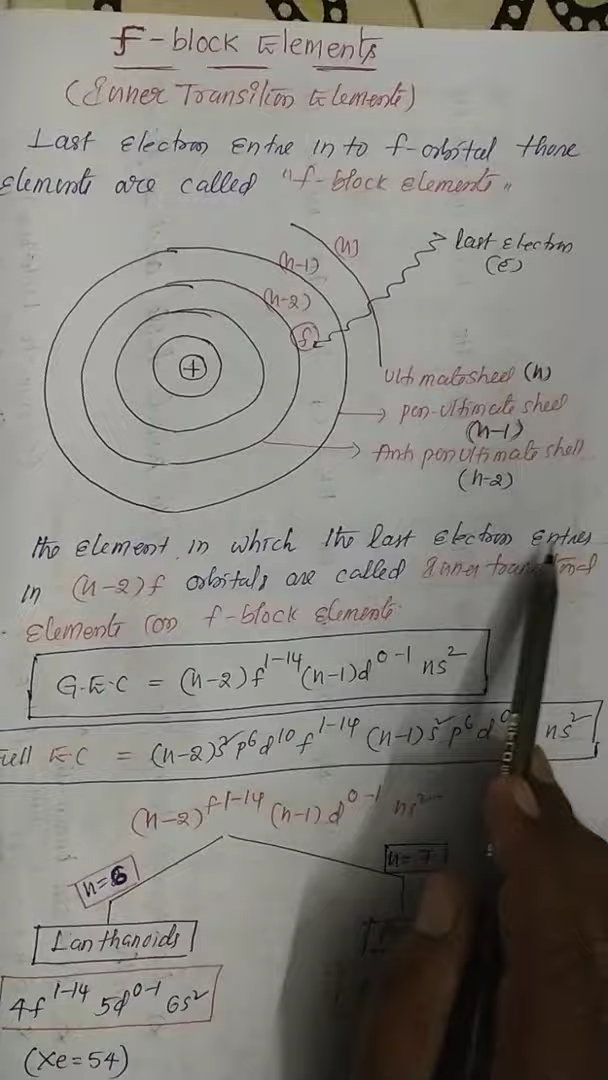 f-block Elements
(Inner Transition Elements)
Last electron entre in to f-orbital those
elements are called "f-block elements"
(n)
(n-1)
(n-2)
f
last electron
(ē)
+
ultimate sheel (n)
pen-ultimate sheel
(n-1)
Anti penultimate shell
(n-2)
the element in which the last electron entres
in (n-2)f orbitals are called Inner transitional
elements (or) f-block elements.
G.E.C = (n-2)f¹⁻¹⁴(n-1)d⁰⁻¹ ns²
E.C = (n-2)s²p⁶d¹⁰f¹⁻¹⁴ (n-1)s²p⁶d⁰ ns²
(n-2)f¹⁻¹⁴(n-1)d⁰⁻¹ ns²
n=6
n=7
Lanthanoids
4f¹⁻¹⁴ 5d⁰⁻¹ 6s²
(Xe=54)